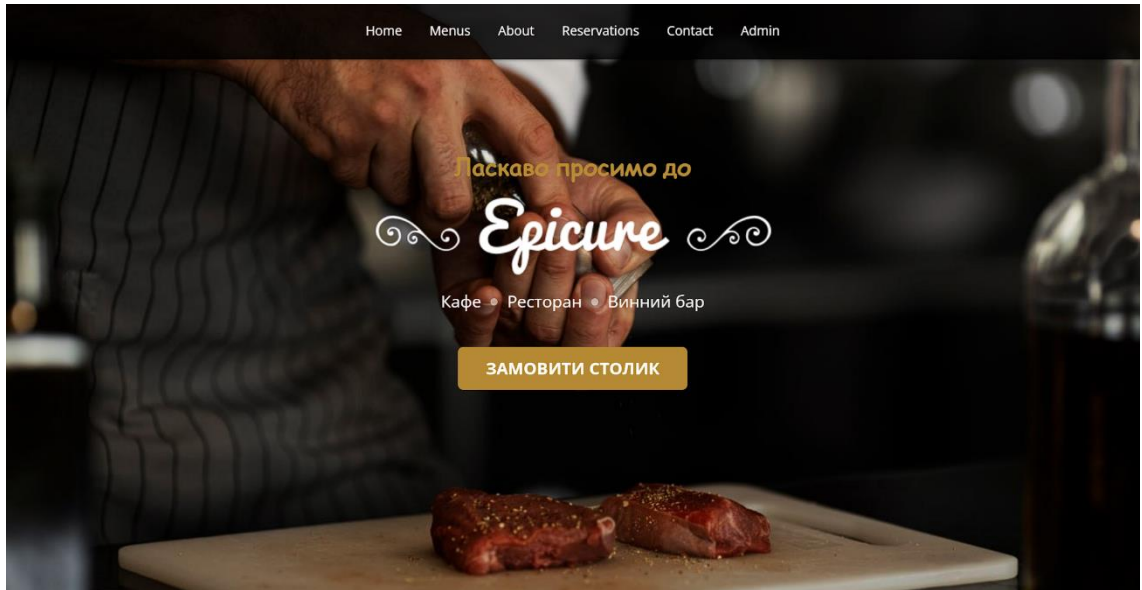 Home Menus About Reservations Contact Admin
Ласкаво просимо до
Epicure
Кафе • Ресторан • Винний бар
ЗАМОВИТИ СТОЛИК